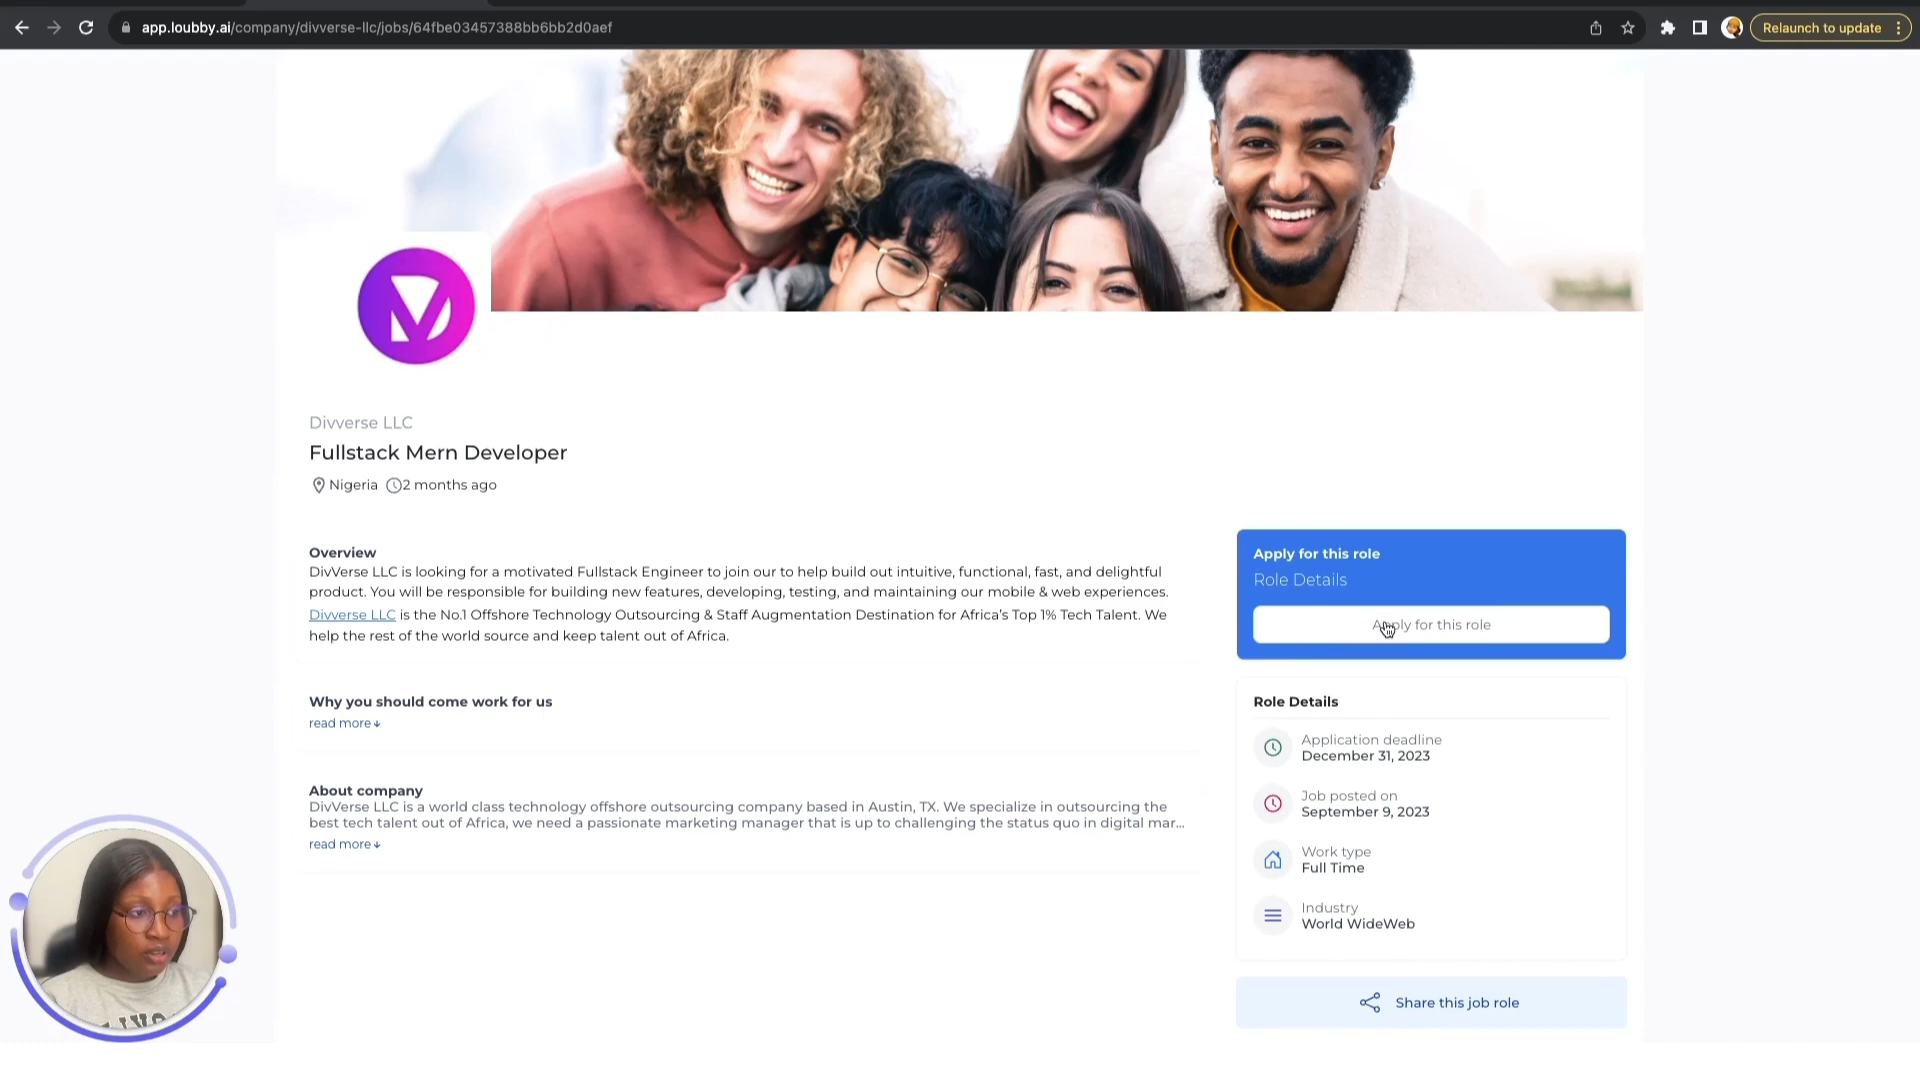 app.loubby.ai/company/divverse-llc/jobs/64fbe03457388bb6bb2d0aef
Relaunch to update
Divverse LLC
Fullstack Mern Developer
Nigeria 2 months ago
Overview
DivVerse LLC is looking for a motivated Fullstack Engineer to join our to help build out intuitive, functional, fast, and delightful
product. You will be responsible for building new features, developing, testing, and maintaining our mobile & web experiences.
Divverse LLC is the No.1 Offshore Technology Outsourcing & Staff Augmentation Destination for Africa's Top 1% Tech Talent. We
help the rest of the world source and keep talent out of Africa.
Why you should come work for us
read more
About company
DivVerse LLC is a world class technology offshore outsourcing company based in Austin, TX. We specialize in outsourcing the
best tech talent out of Africa, we need a passionate marketing manager that is up to challenging the status quo in digital mar...
read more
Apply for this role
Role Details
Apply for this role
Role Details
Application deadline
December 31, 2023
Job posted on
September 9, 2023
Work type
Full Time
Industry
World WideWeb
Share this job role